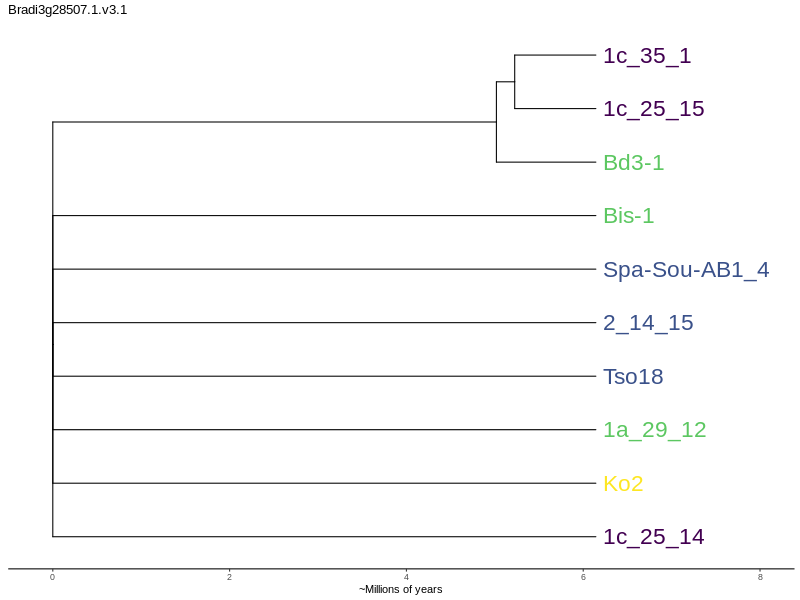 Bradi3g28507.1.v3.1
1c_35_1
1c_25_15
Bd3-1
Bis-1
Spa-Sou-AB1_4
2_14_15
Tso18
1a_29_12
Ko2
1c_25_14
0 2 4 6 8
~Millions of years